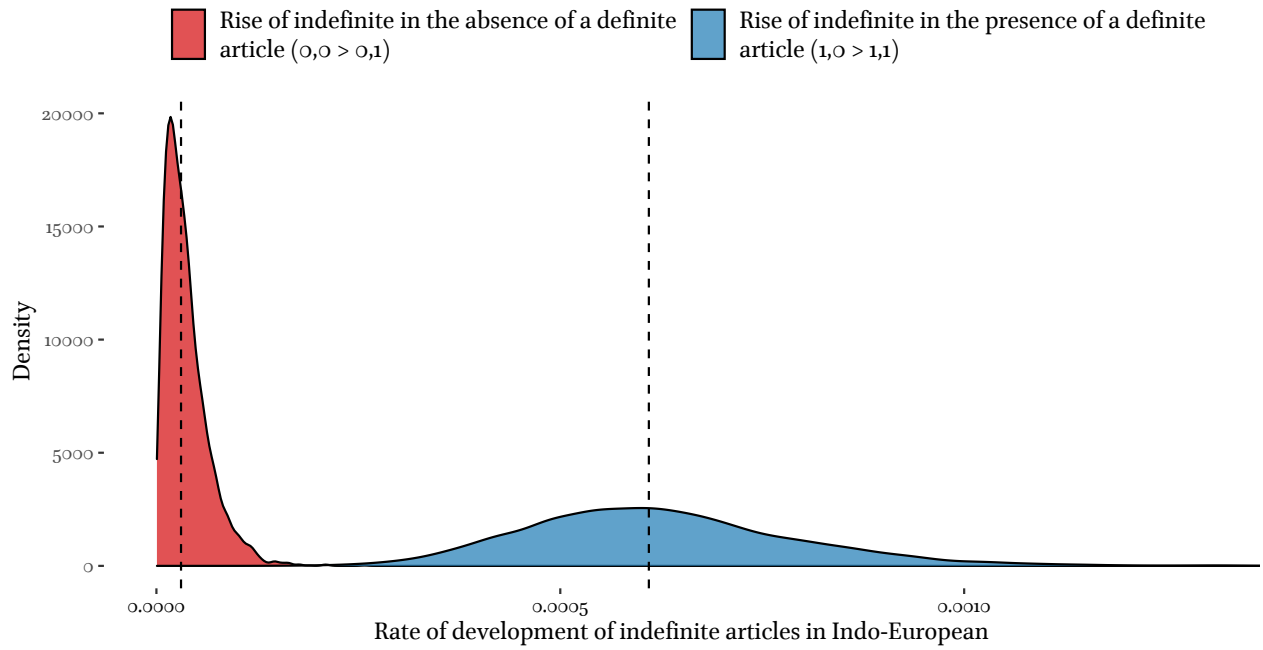 Rise of indefinite in the absence of a definite
article (0,0 > 0,1)
Rise of indefinite in the presence of a definite
article (1,0 > 1,1)
20000
15000
10000
5000
0
Density
0.0000
0.0005
0.0010
Rate of development of indefinite articles in Indo-European